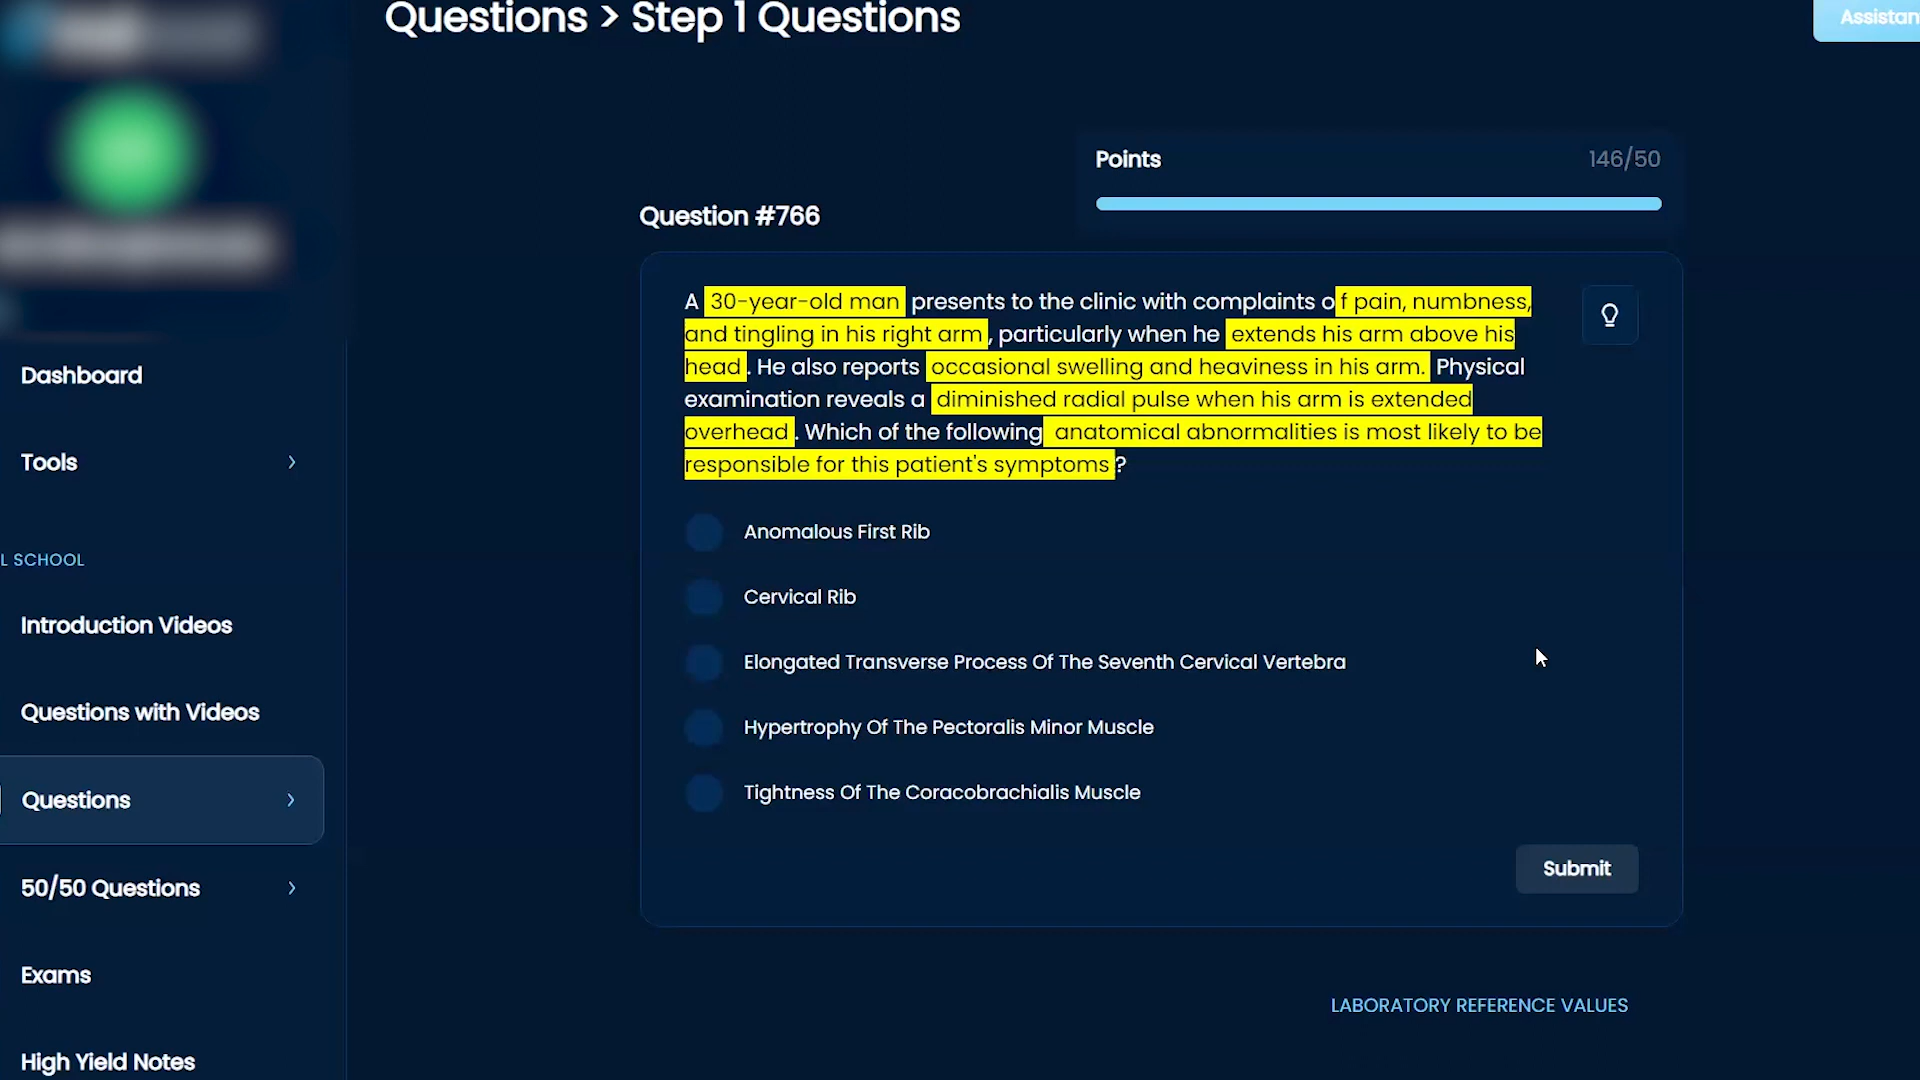 Questions > Step 1 Questions
Assistan
Points
146/50
Question #766
A 30-year-old man presents to the clinic with complaints of pain, numbness,
and tingling in his right arm, particularly when he extends his arm above his
head. He also reports occasional swelling and heaviness in his arm. Physical
examination reveals a diminished radial pulse when his arm is extended
overhead. Which of the following anatomical abnormalities is most likely to be
responsible for this patient's symptoms?
Anomalous First Rib
Cervical Rib
Elongated Transverse Process Of The Seventh Cervical Vertebra
Hypertrophy Of The Pectoralis Minor Muscle
Tightness Of The Coracobrachialis Muscle
Submit
LABORATORY REFERENCE VALUES
Dashboard
Tools
L SCHOOL
Introduction Videos
Questions with Videos
Questions
50/50 Questions
Exams
High Yield Notes